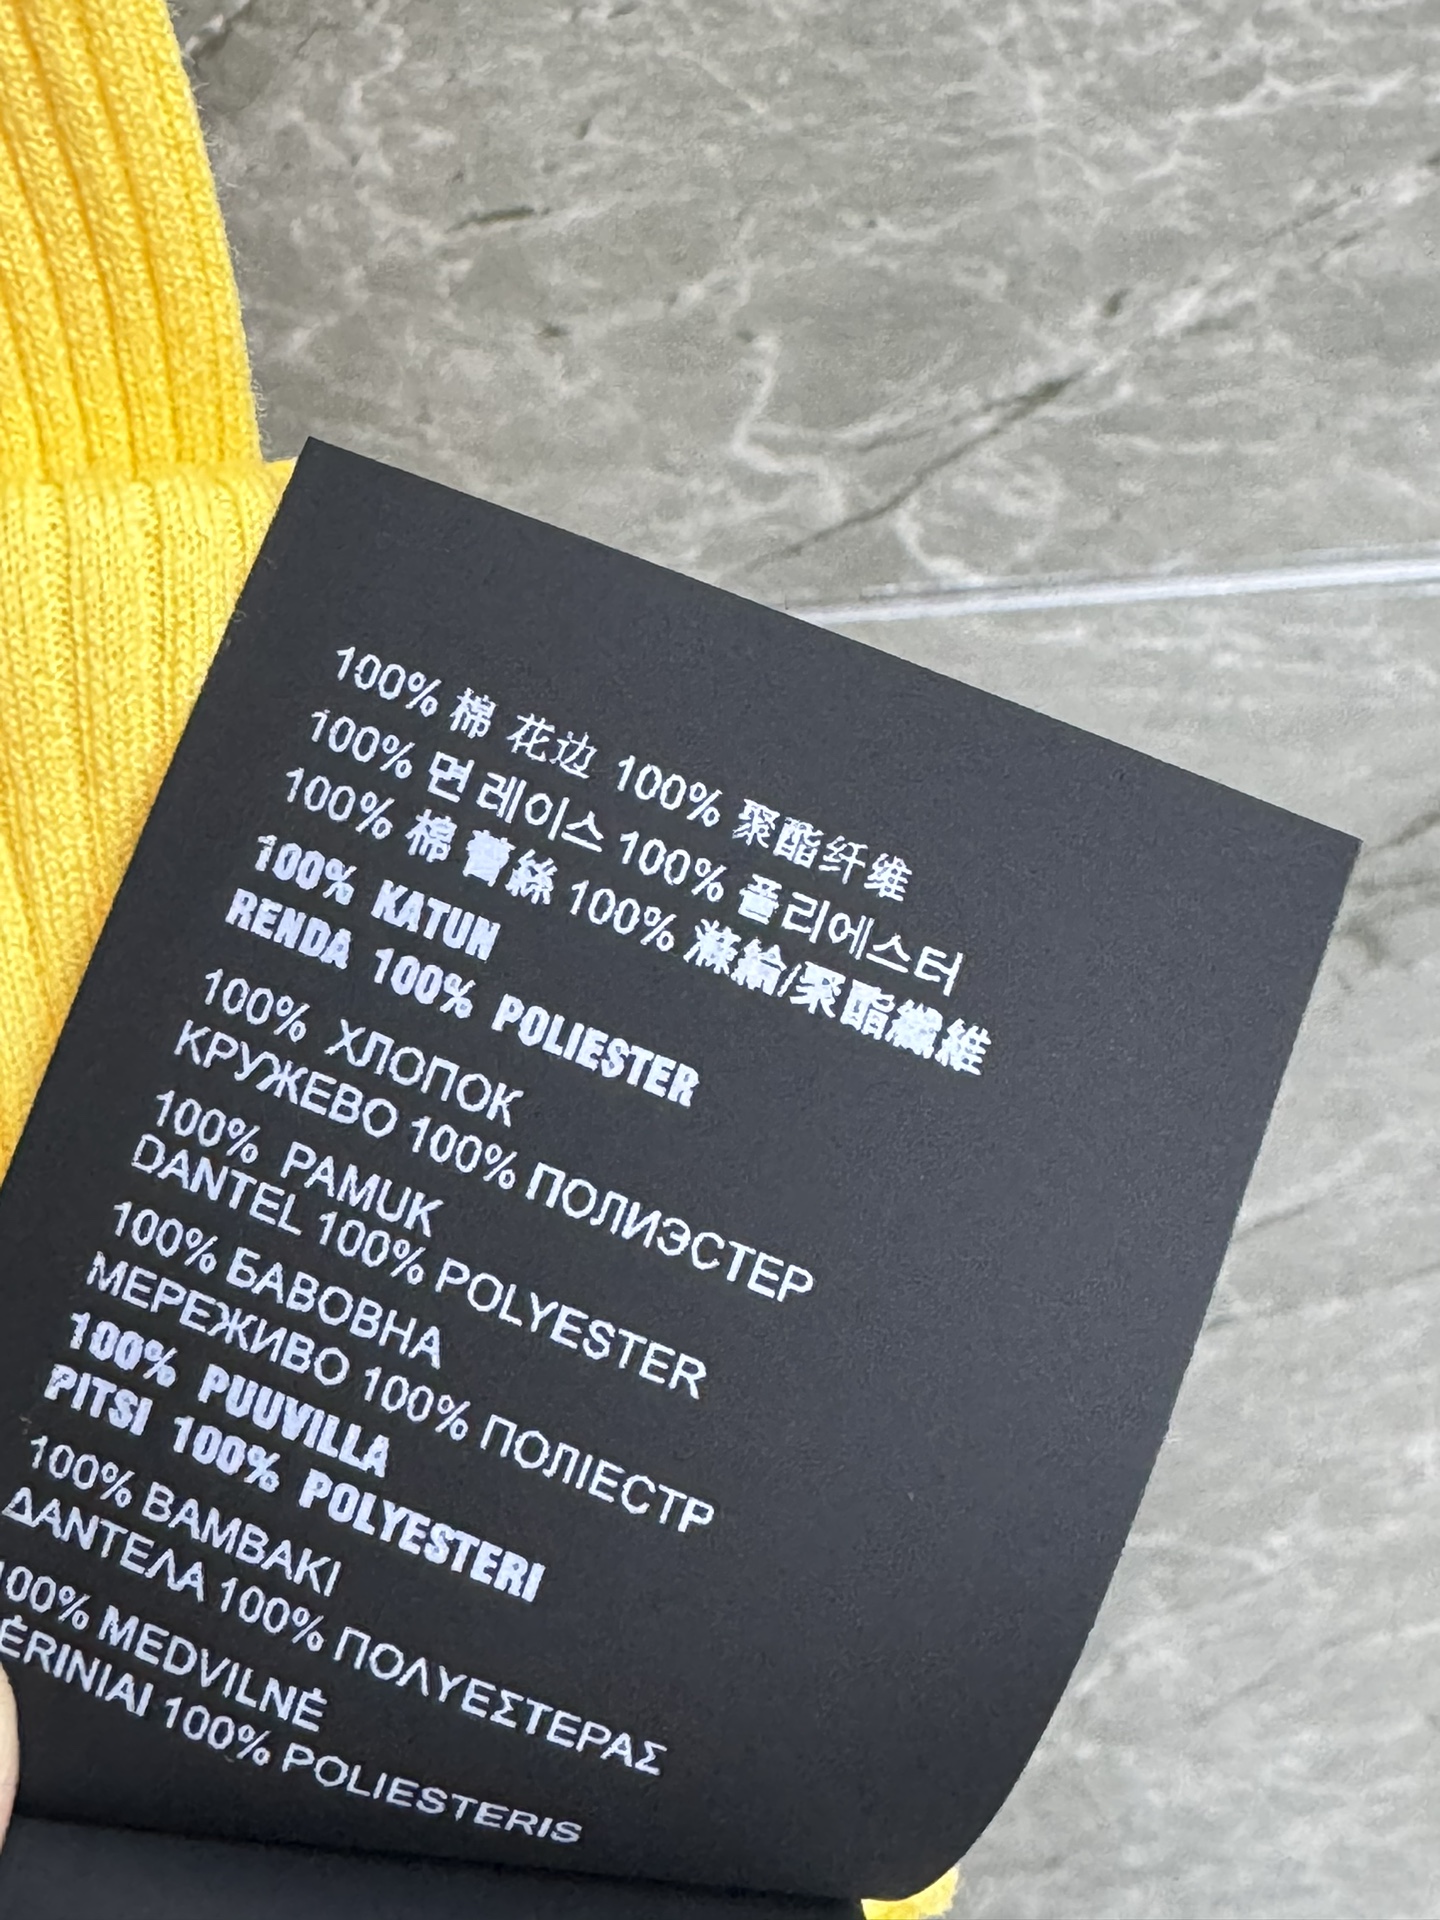 100% 棉 花边 100% 聚酯纤维
100% 면 레이스 100% 폴리에스터
100% 棉 蕾絲 100% 滌綸/聚酯纖維
100% KATUN
RENDA 100% POLIESTER
100% ХЛОПОК
КРУЖЕВО 100% ПОЛИЭСТЕР
100% PAMUK
DANTEL 100% POLYESTER
100% БАВОВНА
МЕРЕЖИВО 100% ПОЛІЕСТР
100% PUUVILLA
PITSI 100% POLYESTERI
100% ΒΑΜΒΑΚΙ
ΔΑΝΤΕΛΑ 100% ΠΟΛΥΕΣΤΕΡΑΣ
100% MEDVILNĖ
ĖRINIAI 100% POLIESTERIS